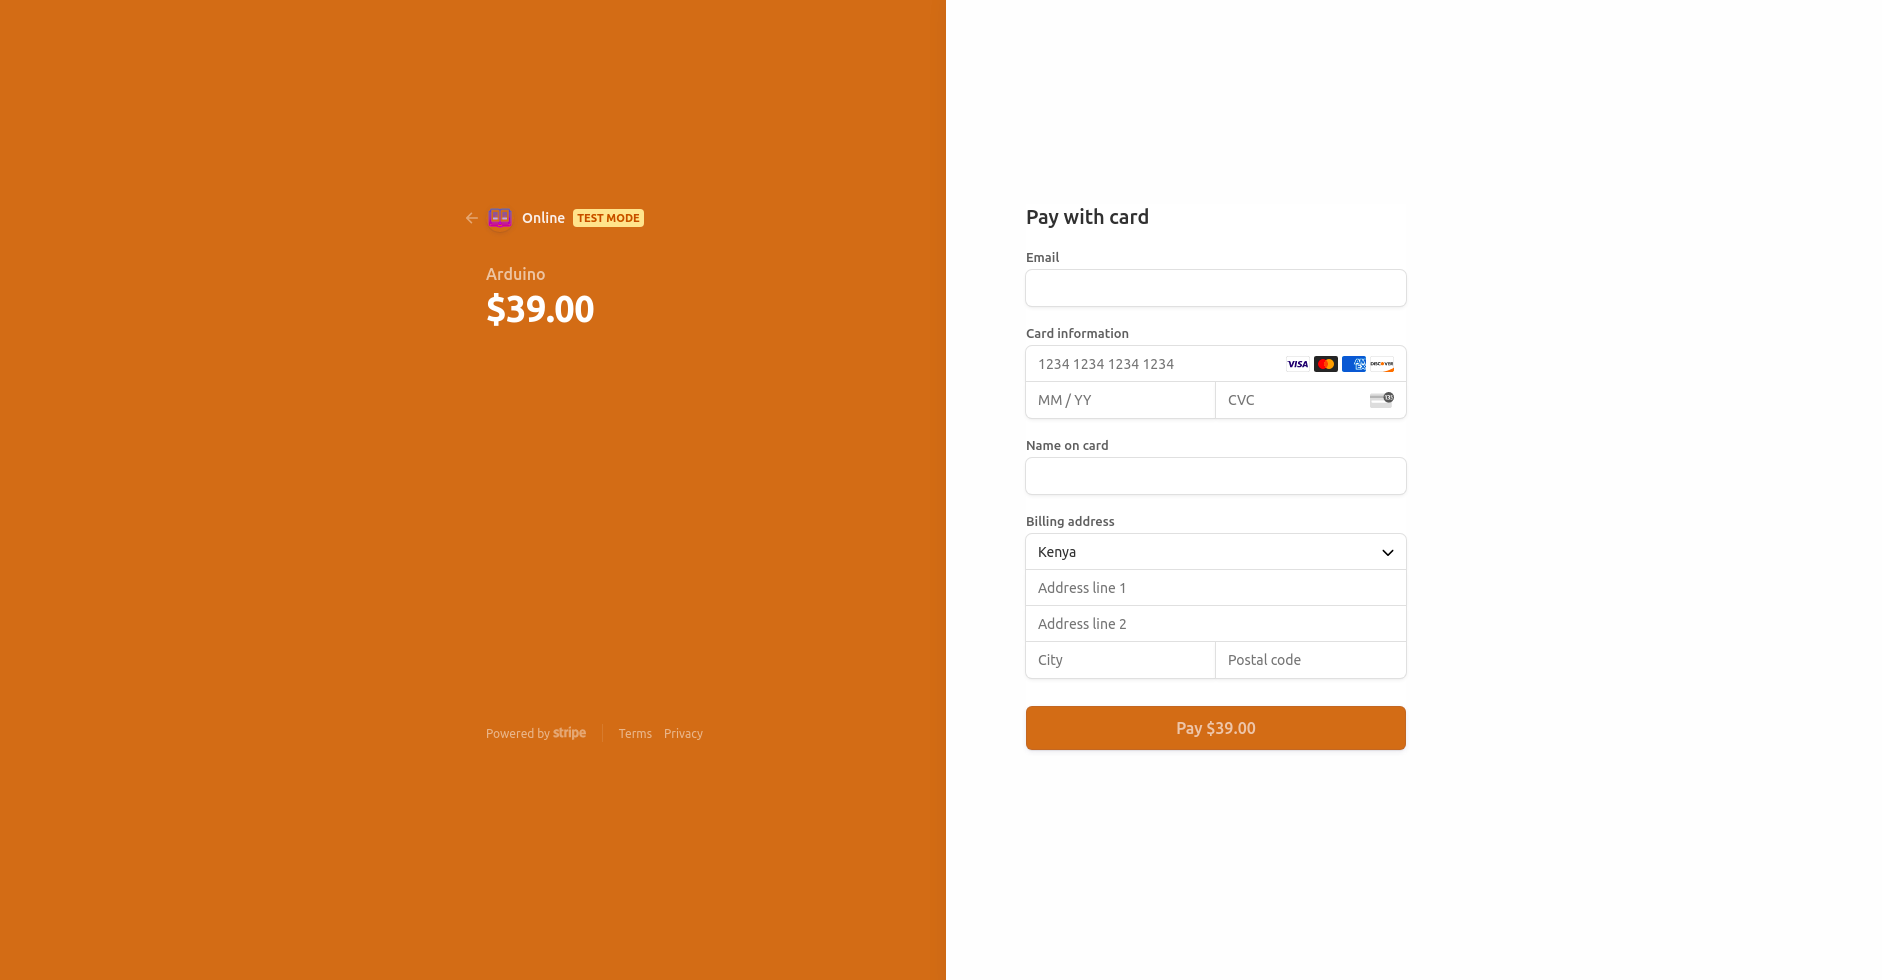 Online TEST MODE
Arduino
$39.00
Powered by stripe
Terms Privacy
Pay with card
Email
Card information
1234 1234 1234 1234 VISA AM EX DISCOVER
MM / YY CVC
Name on card
Billing address
Kenya
Address line 1
Address line 2
City Postal code
Pay $39.00